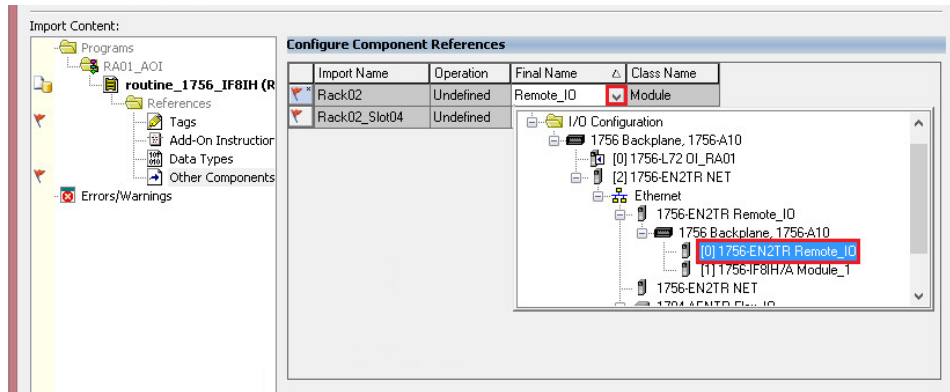 Import Content:
Programs
RA01_AOI
routine_1756_IF8IH (R
References
Tags
Add-On Instruction
Data Types
Other Components
Errors/Warnings
Configure Component References
Import Name Operation Final Name Class Name
Rack02 Undefined Remote_IO Module
Rack02_Slot04 Undefined
I/O Configuration
1756 Backplane, 1756-A10
[0] 1756-L72 OI_RA01
[2] 1756-EN2TR NET
Ethernet
1756-EN2TR Remote_IO
1756 Backplane, 1756-A10
[0] 1756-EN2TR Remote_IO
[1] 1756-IF8IH/A Module_1
1756-EN2TR NET